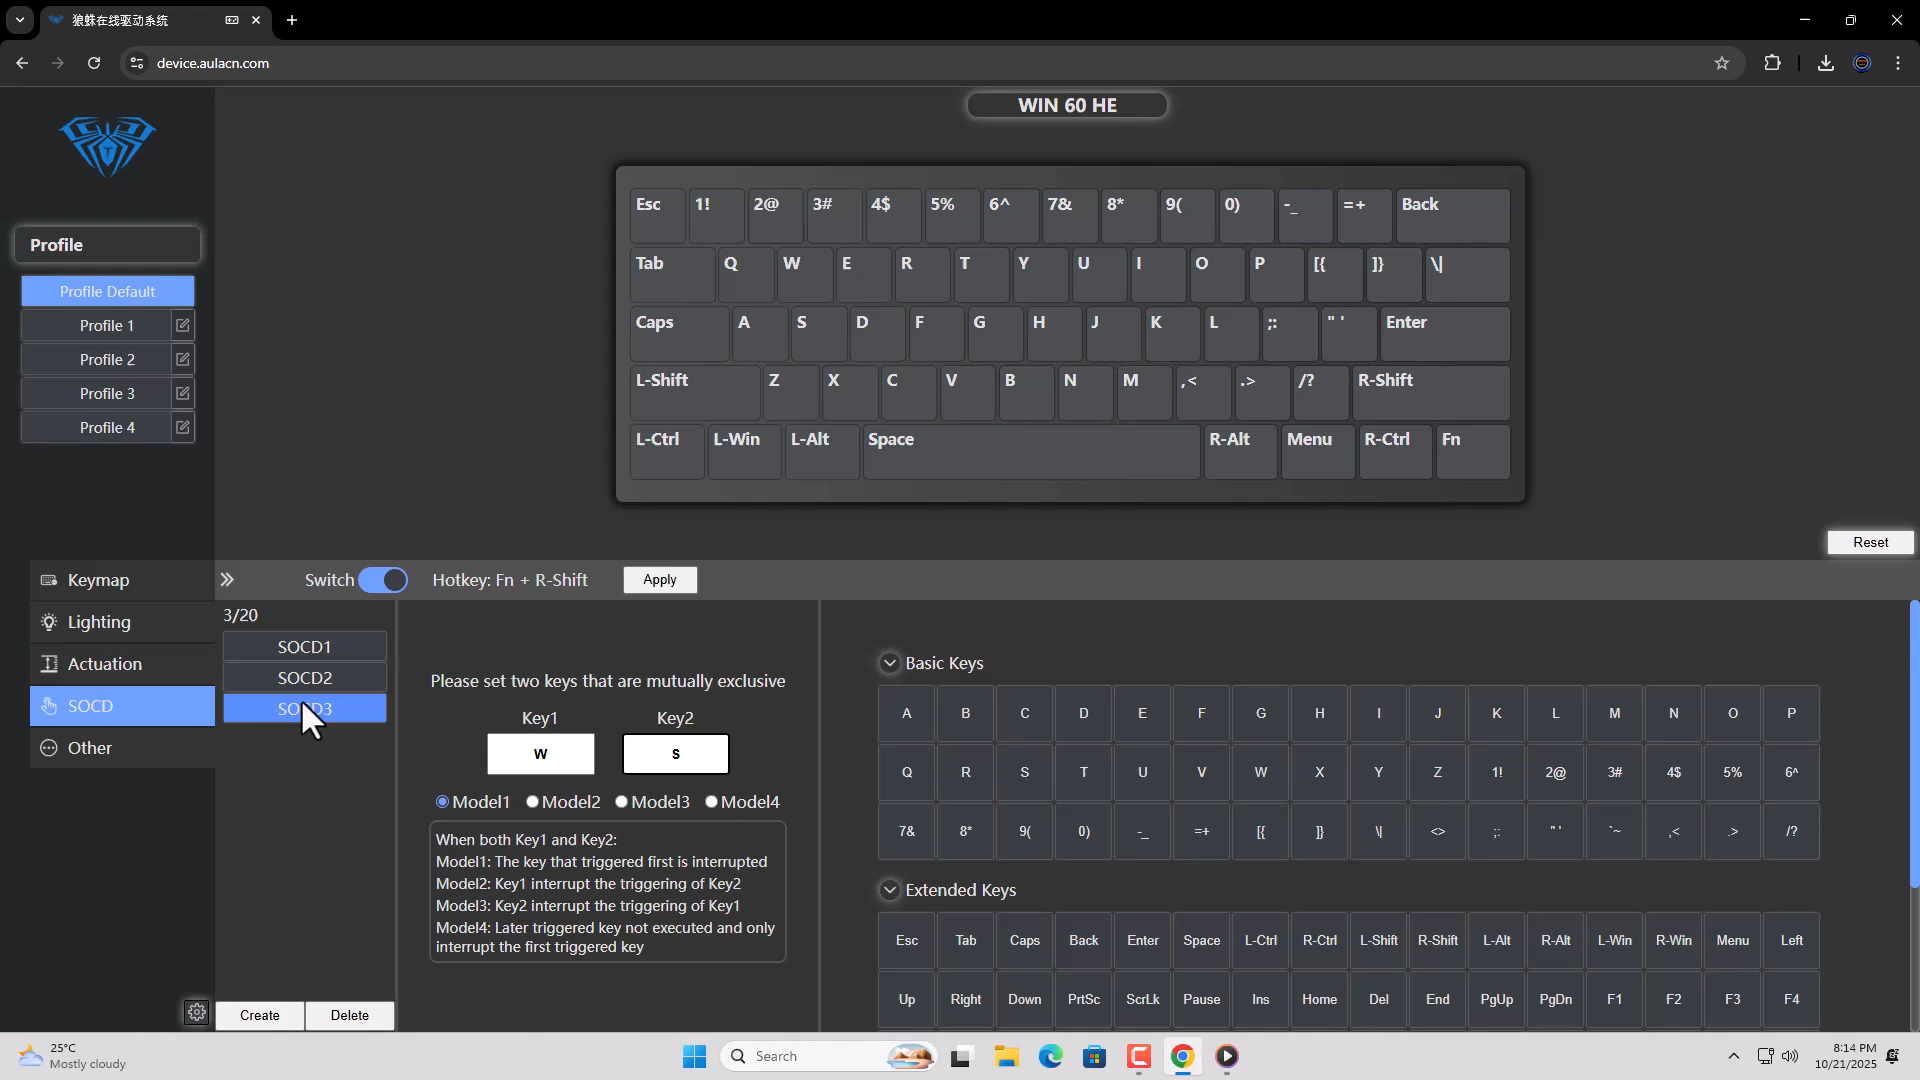 狼蛛在线驱动系统
device.aulacn.com
WIN 60 HE
Profile
Profile Default
Profile 1
Profile 2
Profile 3
Profile 4
Esc 1! 2@ 3# 4$ 5% 6^ 7& 8* 9( 0) -_ =+ Back
Tab Q W E R T Y U I O P [{ ]} \|
Caps A S D F G H J K L ;: " ' Enter
L-Shift Z X C V B N M ,< .> /? R-Shift
L-Ctrl L-Win L-Alt Space R-Alt Menu R-Ctrl Fn
Reset
Keymap
Lighting
Actuation
SOCD
Other
Switch Hotkey: Fn + R-Shift Apply
3/20
SOCD1
SOCD2
SOCD3
Create Delete
Please set two keys that are mutually exclusive
Key1 Key2
W S
Model1 Model2 Model3 Model4
When both Key1 and Key2:
Model1: The key that triggered first is interrupted
Model2: Key1 interrupt the triggering of Key2
Model3: Key2 interrupt the triggering of Key1
Model4: Later triggered key not executed and only
interrupt the first triggered key
Basic Keys
A B C D E F G H I J K L M N O P
Q R S T U V W X Y Z 1! 2@ 3# 4$ 5% 6^
7& 8* 9( 0) -_ =+ [{ ]} \| <> ;: " ' `~ ,< .> /?
Extended Keys
Esc Tab Caps Back Enter Space L-Ctrl R-Ctrl L-Shift R-Shift L-Alt R-Alt L-Win R-Win Menu Left
Up Right Down PrtSc ScrLk Pause Ins Home Del End PgUp PgDn F1 F2 F3 F4
25°C
Mostly cloudy
Search
8:14 PM
10/21/2025